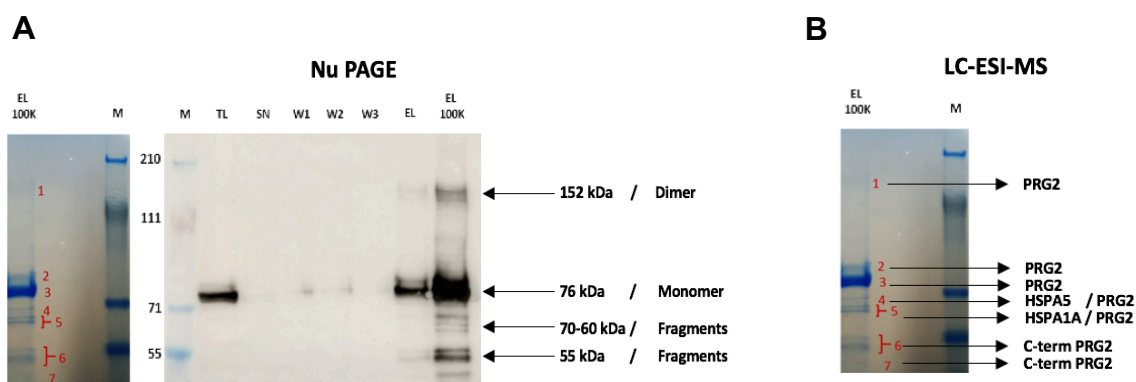 A
Nu PAGE
EL
100K
M
M
TL
SN
W1
W2
W3
EL
EL
100K
210
111
71
55
1
2
3
4
5
6
7
152 kDa / Dimer
76 kDa / Monomer
70-60 kDa / Fragments
55 kDa / Fragments
B
LC-ESI-MS
EL
100K
M
1
PRG2
2
PRG2
3
PRG2
4
HSPA5 / PRG2
5
HSPA1A / PRG2
6
C-term PRG2
7
C-term PRG2